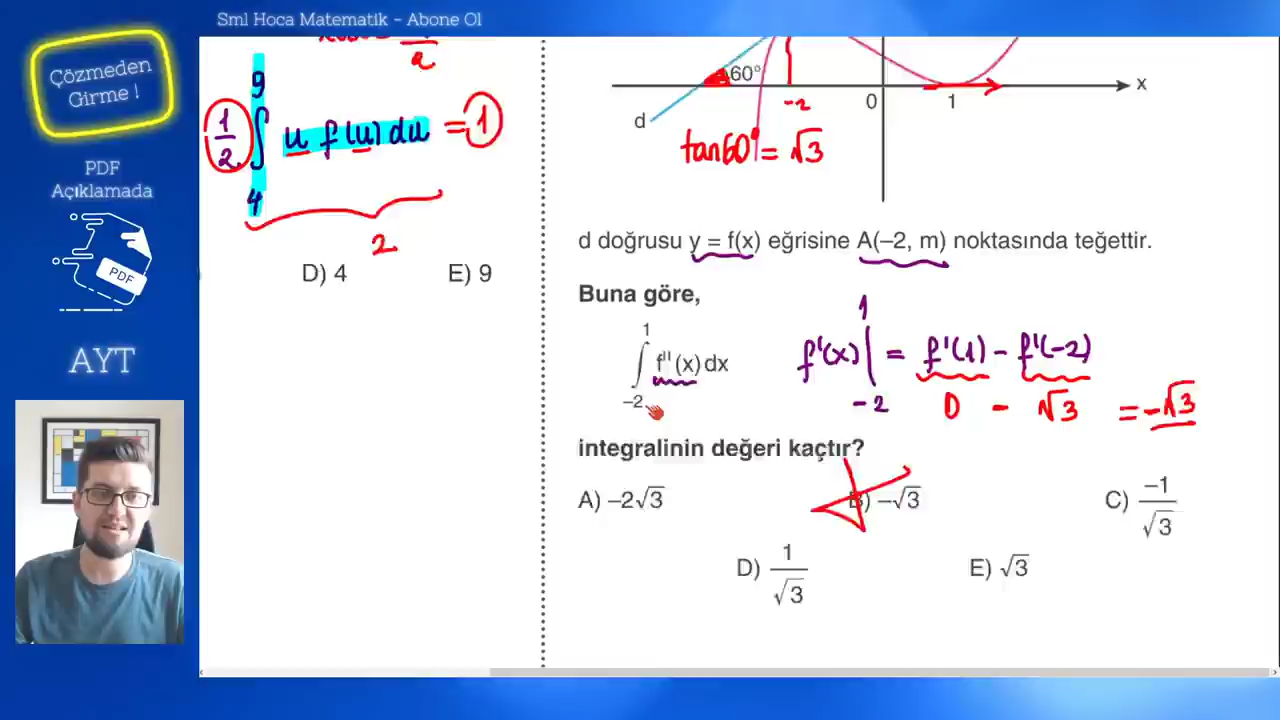 Sml Hoca Matematik - Abone Ol
Çözmeden
Girme !
PDF
Açıklamada
PDF
AYT
9
1/2 ∫ u f(u) du = 1
4
2
D) 4
E) 9
60°
-2
0
1
x
d
tan60° = √3
d doğrusu y = f(x) eğrisine A(–2, m) noktasında teğettir.
Buna göre,
1
∫ f''(x) dx
–2
1
f'(x) | = f'(1) - f'(-2)
-2
0 - √3 = -√3
integralinin değeri kaçtır?
A) –2√3
B) –√3
C) –1/√3
D) 1/√3
E) √3